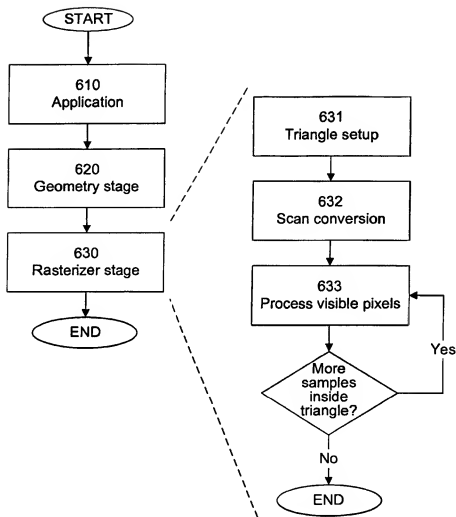 START
610
Application
620
Geometry stage
630
Rasterizer stage
END
631
Triangle setup
632
Scan conversion
633
Process visible pixels
More
samples
inside
triangle?
Yes
No
END